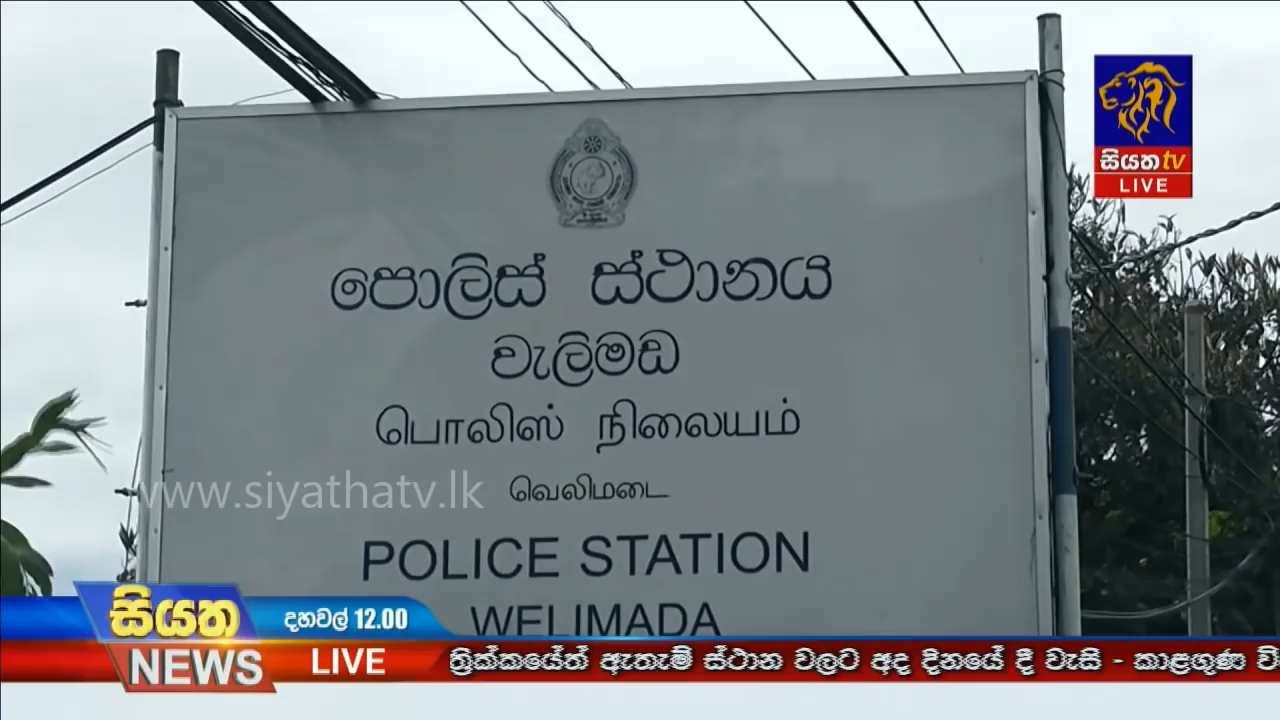 සියත tv
LIVE
පොලිස් ස්ථානය
වැලිමඩ
பொலிஸ் நிலையம்
www.siyathatv.lk
வெலிமடை
POLICE STATION
WELIMADA
සියත
NEWS
දහවල් 12.00
LIVE
ත්‍රික්කයේත් ඇතැම් ස්ථාන වලට අද දිනයේ දී වැසි - කාළගුණ